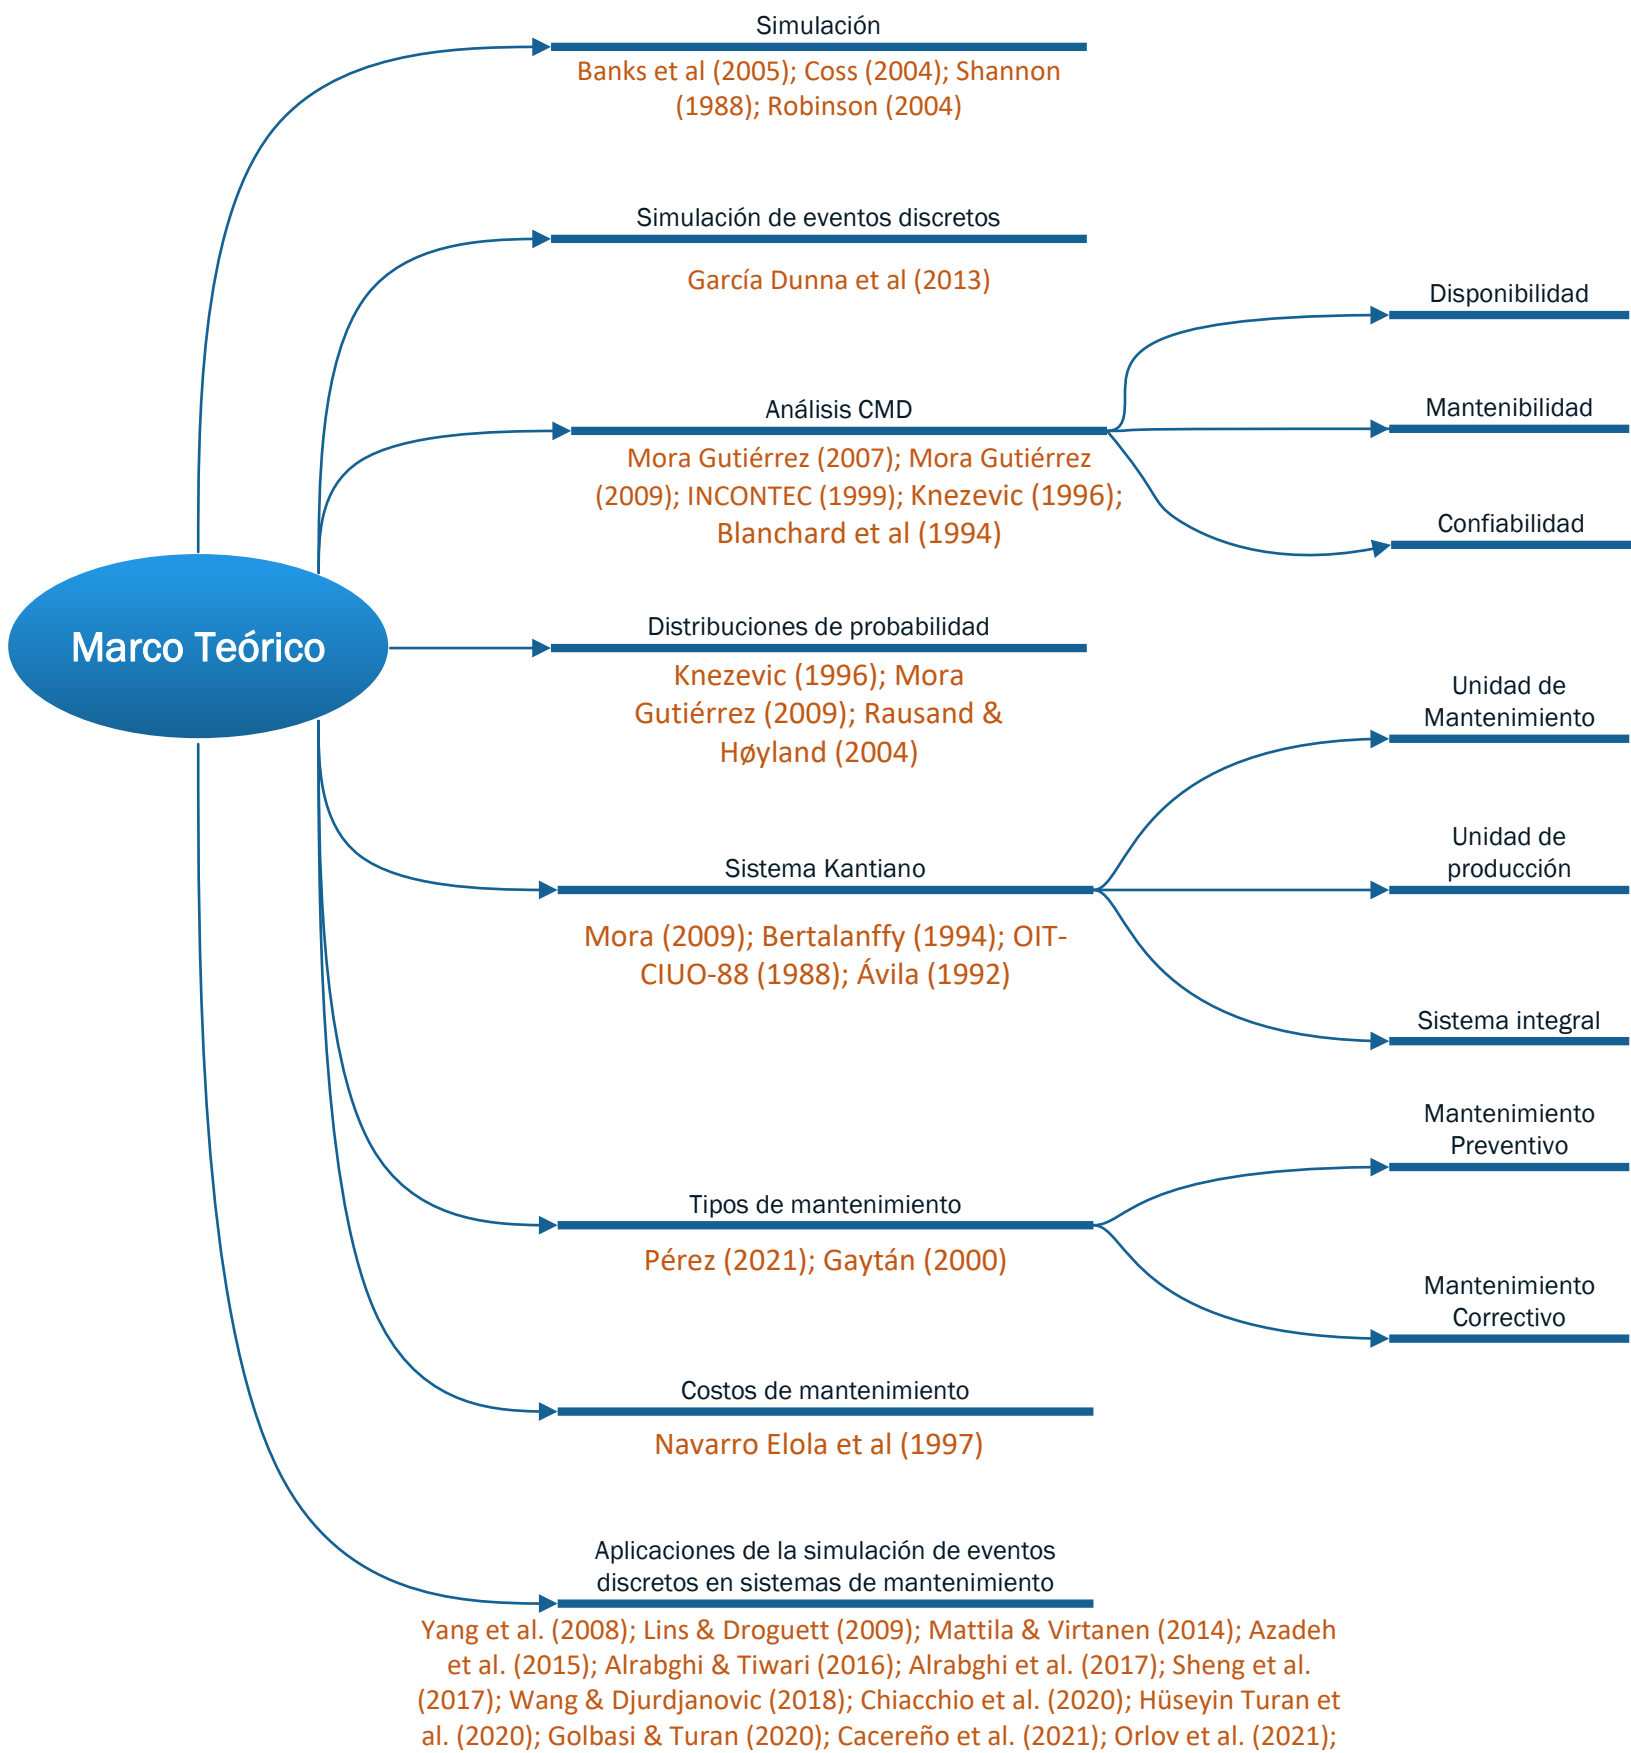 Simulación
Banks et al (2005); Coss (2004); Shannon
(1988); Robinson (2004)
Simulación de eventos discretos
García Dunna et al (2013)
Disponibilidad
Análisis CMD
Mantenibilidad
Mora Gutiérrez (2007); Mora Gutiérrez
(2009); INCONTEC (1999); Knezevic (1996);
Blanchard et al (1994)
Confiabilidad
Marco Teórico
Distribuciones de probabilidad
Knezevic (1996); Mora
Gutiérrez (2009); Rausand &
Høyland (2004)
Unidad de
Mantenimiento
Unidad de
producción
Sistema Kantiano
Mora (2009); Bertalanffy (1994); OIT-
CIUO-88 (1988); Ávila (1992)
Sistema integral
Mantenimiento
Preventivo
Tipos de mantenimiento
Pérez (2021); Gaytán (2000)
Mantenimiento
Correctivo
Costos de mantenimiento
Navarro Elola et al (1997)
Aplicaciones de la simulación de eventos
discretos en sistemas de mantenimiento
Yang et al. (2008); Lins & Droguett (2009); Mattila & Virtanen (2014); Azadeh
et al. (2015); Alrabghi & Tiwari (2016); Alrabghi et al. (2017); Sheng et al.
(2017); Wang & Djurdjanovic (2018); Chiacchio et al. (2020); Hüseyin Turan et
al. (2020); Golbasi & Turan (2020); Cacereño et al. (2021); Orlov et al. (2021);